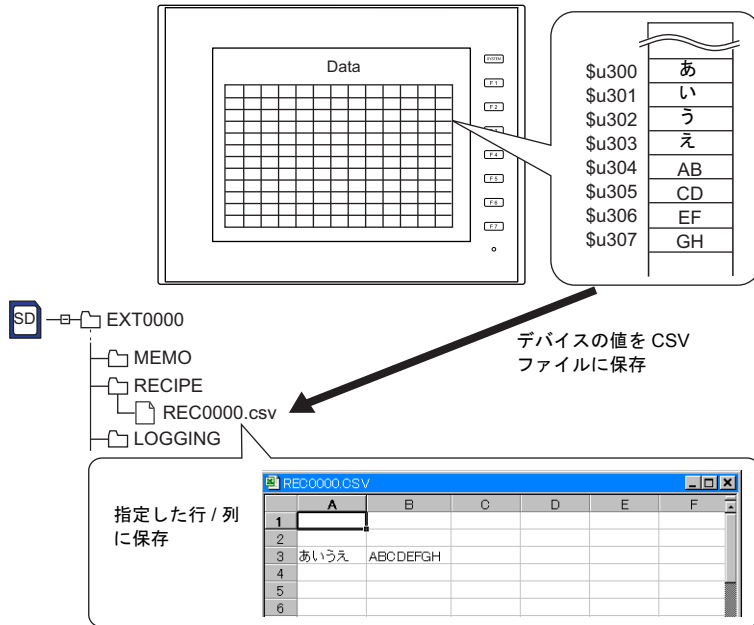 Data
SYSTEM
F1
F2
F4
F5
F6
F7
$u300 あ
$u301 い
$u302 う
$u303 え
$u304 AB
$u305 CD
$u306 EF
$u307 GH
SD
EXT0000
MEMO
RECIPE
REC0000.csv
LOGGING
デバイスの値を CSV
ファイルに保存
指定した行 / 列
に保存
REC0000.CSV
A B C D E F
1
2
3 あいうえ ABCDEFGH
4
5
6